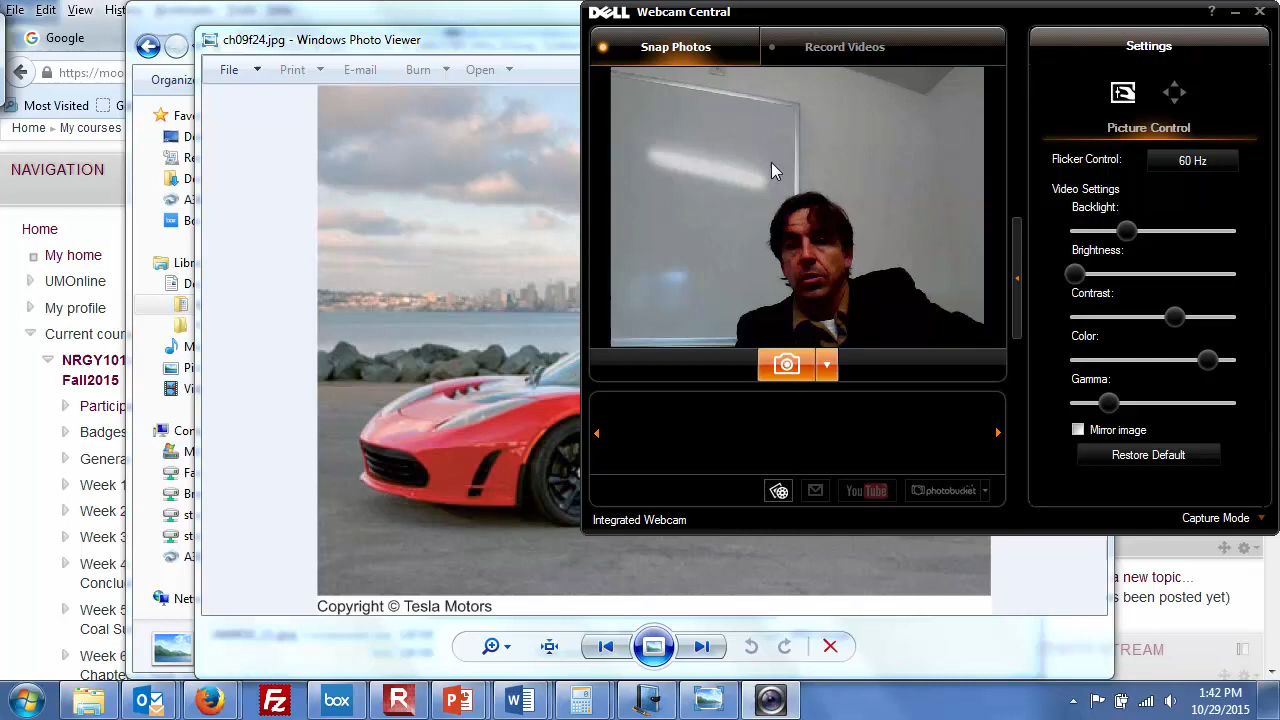 File Edit View
Google
https://moo
Most Visited
Home ▸ My courses
NAVIGATION
Home
My home
UMOnline
My profile
NRGY101
Fall2015
Badges
Week 1
Week 2
Week 3
Week 4
Week 5
Coal
Week 6
ch09f24.jpg - Windows Photo Viewer
File Print E-mail Burn Open
Copyright © Tesla Motors
DELL Webcam Central
Snap Photos Record Videos
YouTube photobucket
Integrated Webcam
Settings
Picture Control
Flicker Control: 60 Hz
Video Settings
Backlight:
Brightness:
Contrast:
Color:
Gamma:
Mirror image
Restore Default
Capture Mode
a new topic...
been posted yet)
box
1:42 PM
10/29/2015